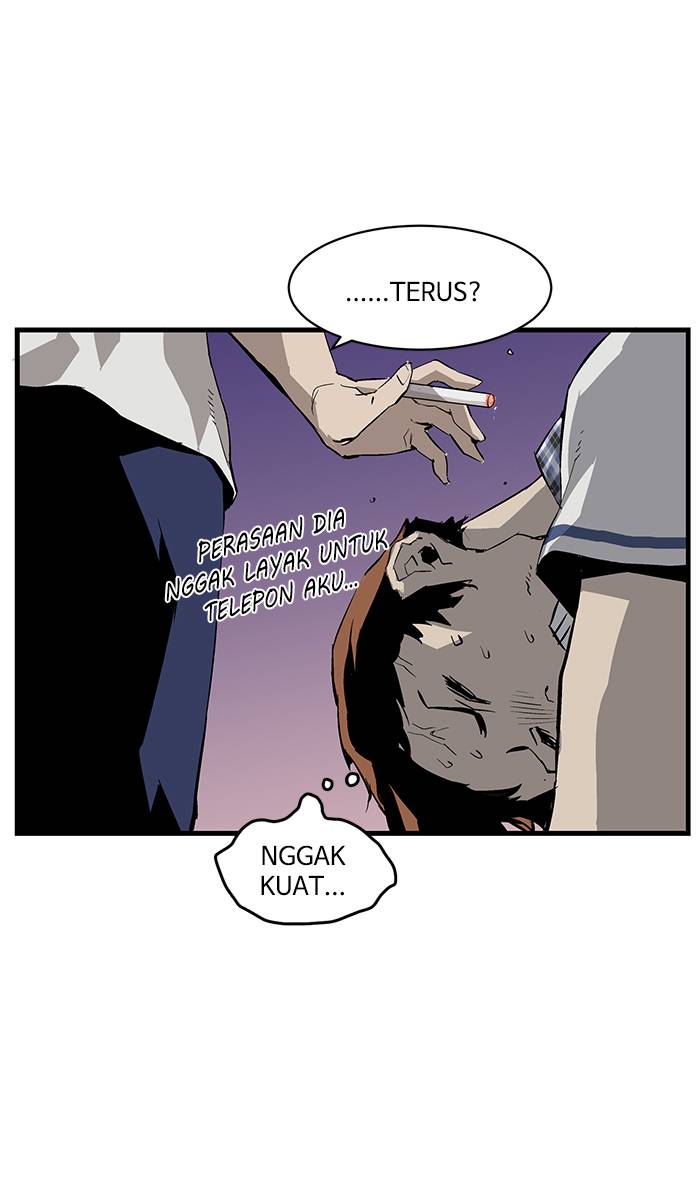 ......TERUS?
PERASAAN DIA
NGGAK LAYAK UNTUK
TELEPON AKU...
NGGAK
KUAT...